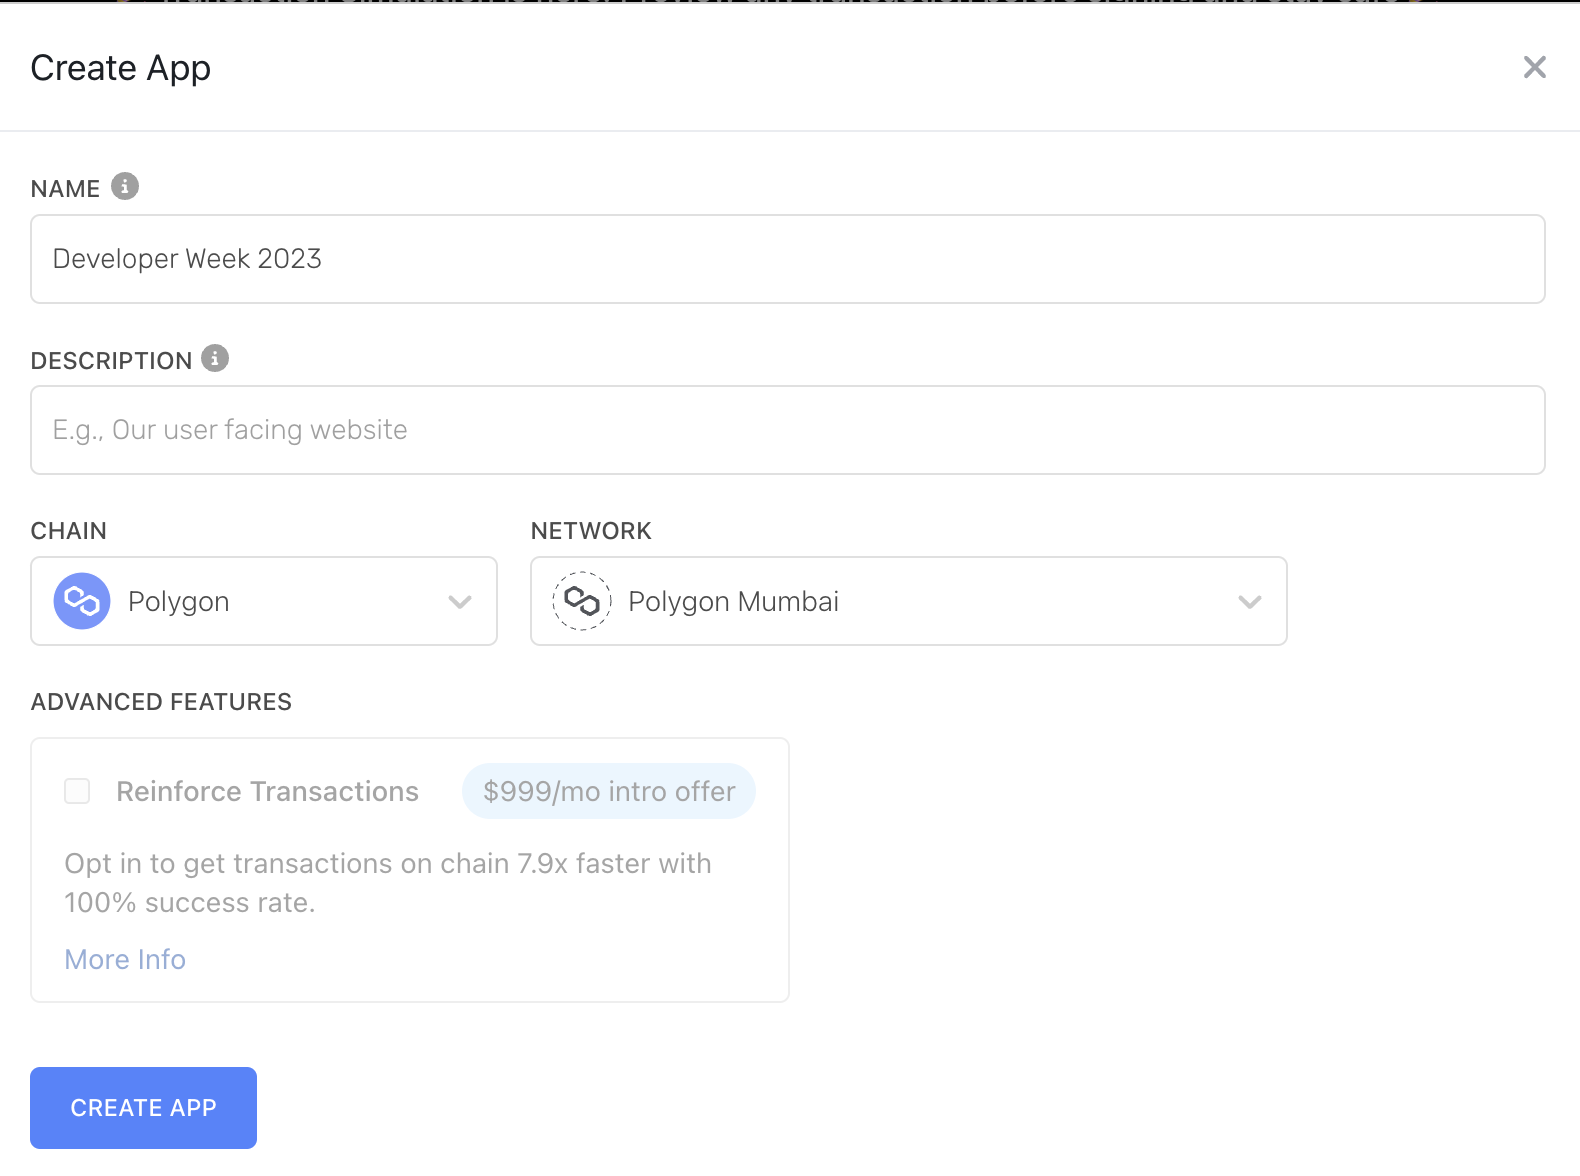 Create App
NAME
Developer Week 2023
DESCRIPTION
E.g., Our user facing website
CHAIN
NETWORK
Polygon
Polygon Mumbai
ADVANCED FEATURES
Reinforce Transactions
$999/mo intro offer
Opt in to get transactions on chain 7.9x faster with
100% success rate.
More Info
CREATE APP